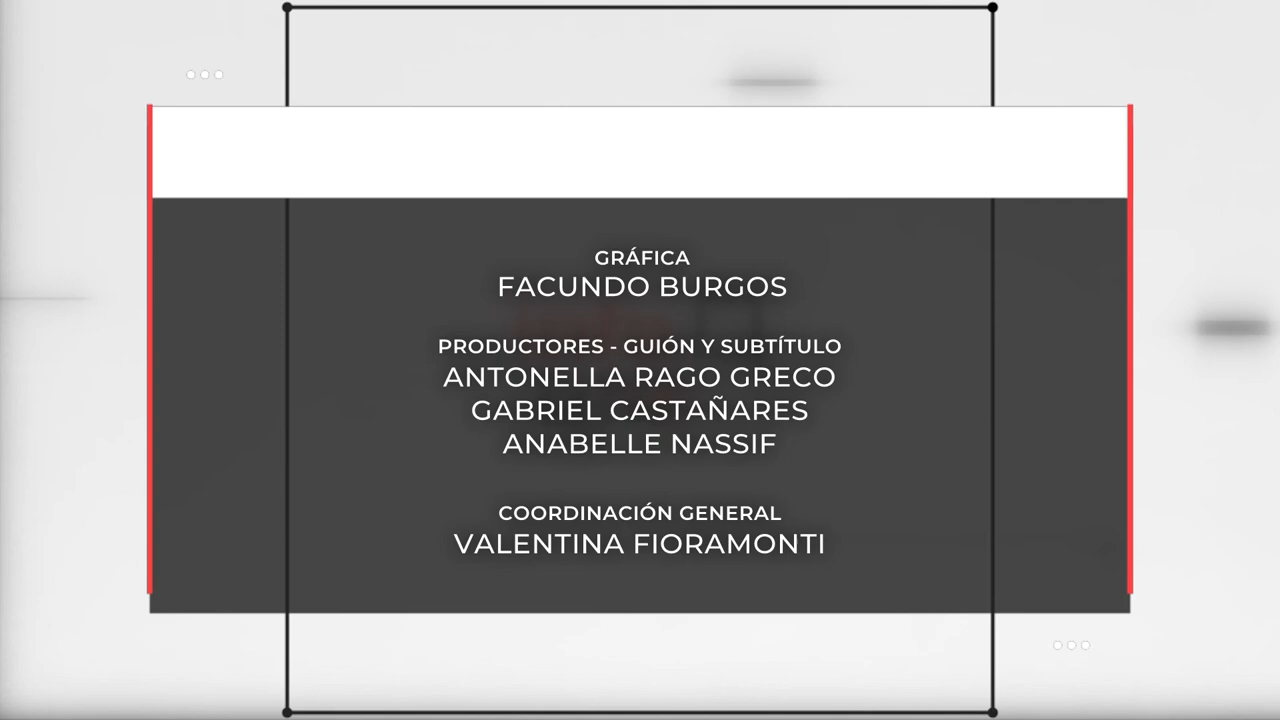 GRÁFICA
FACUNDO BURGOS
PRODUCTORES - GUIÓN Y SUBTÍTULO
ANTONELLA RAGO GRECO
GABRIEL CASTAÑARES
ANABELLE NASSIF
COORDINACIÓN GENERAL
VALENTINA FIORAMONTI